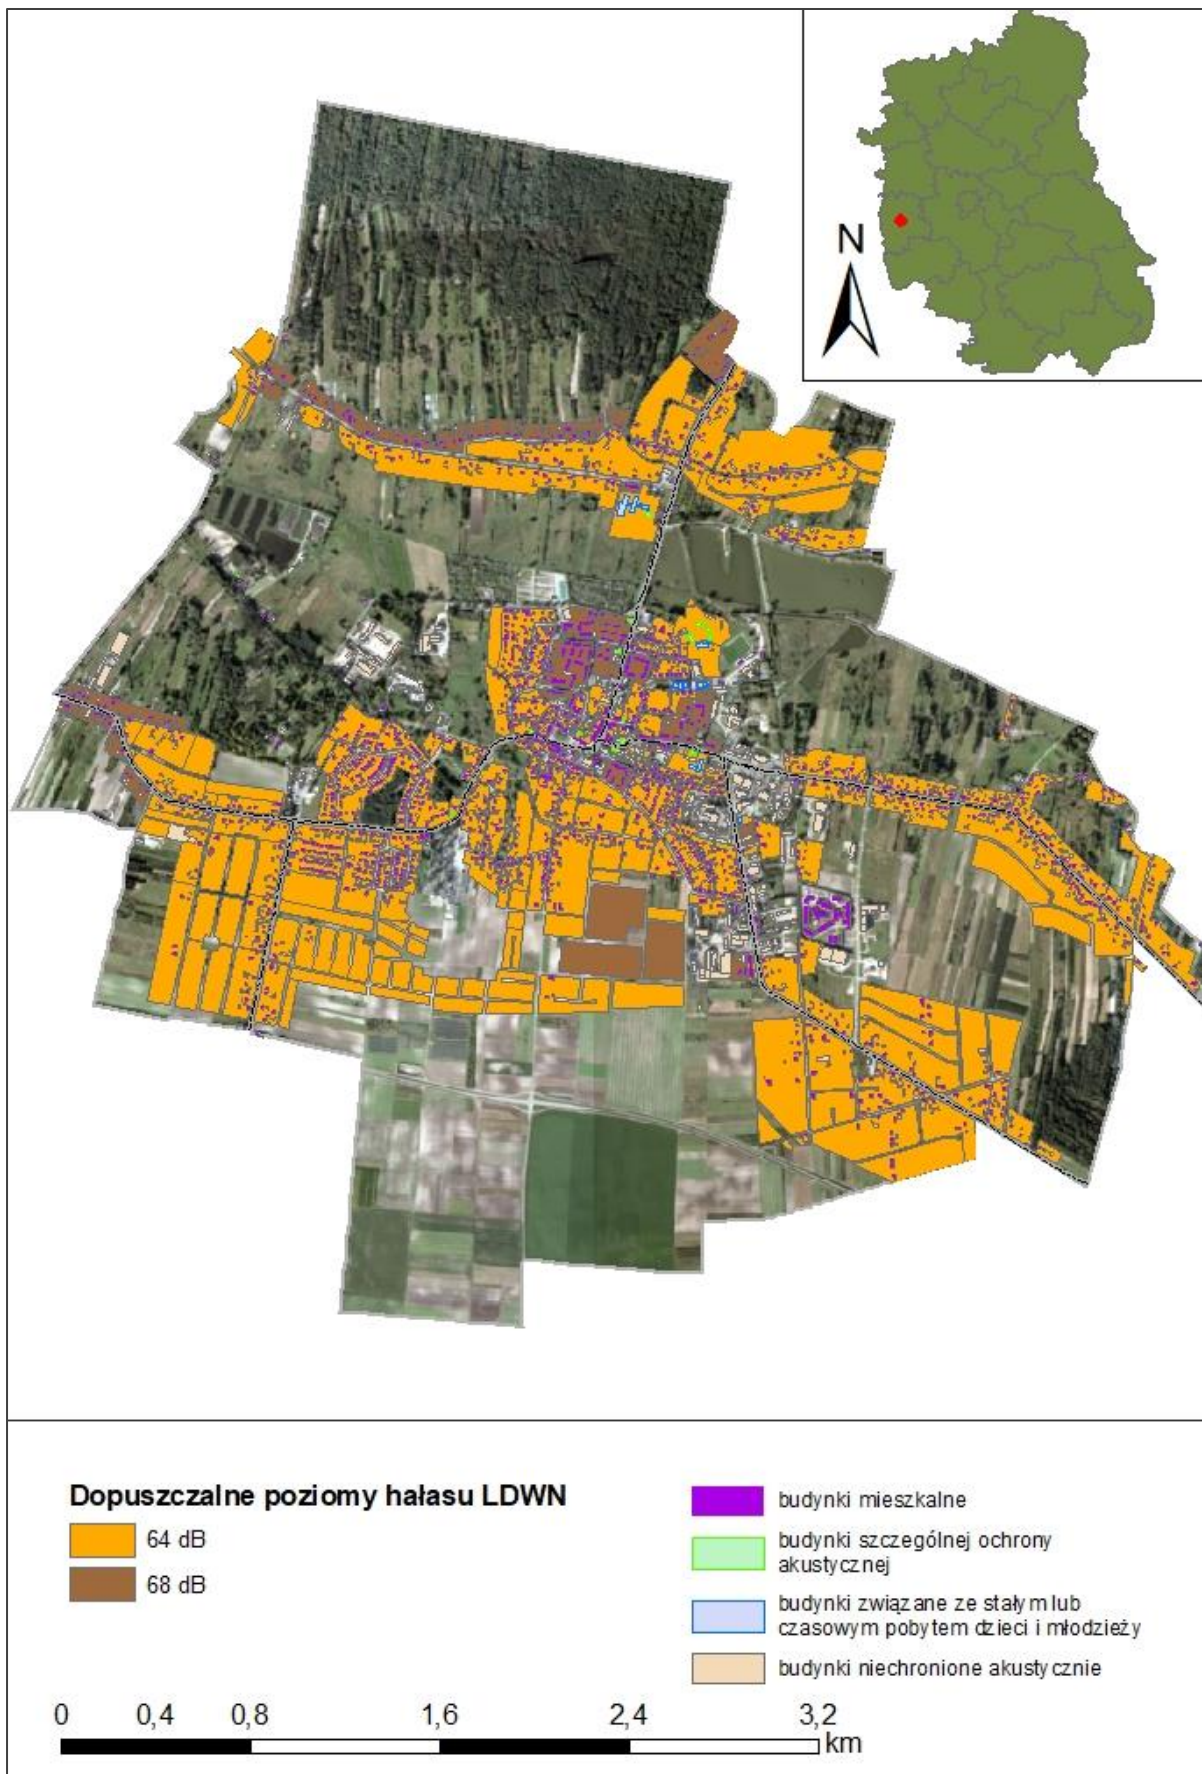 N
Dopuszczalne poziomy hałasu LDWN
64 dB
68 dB
budynki mieszkalne
budynki szczególnej ochrony
akustycznej
budynki związane ze stałym lub
czasowym pobytem dzieci i młodzieży
budynki niechronione akustycznie
0 0,4 0,8 1,6 2,4 3,2
km